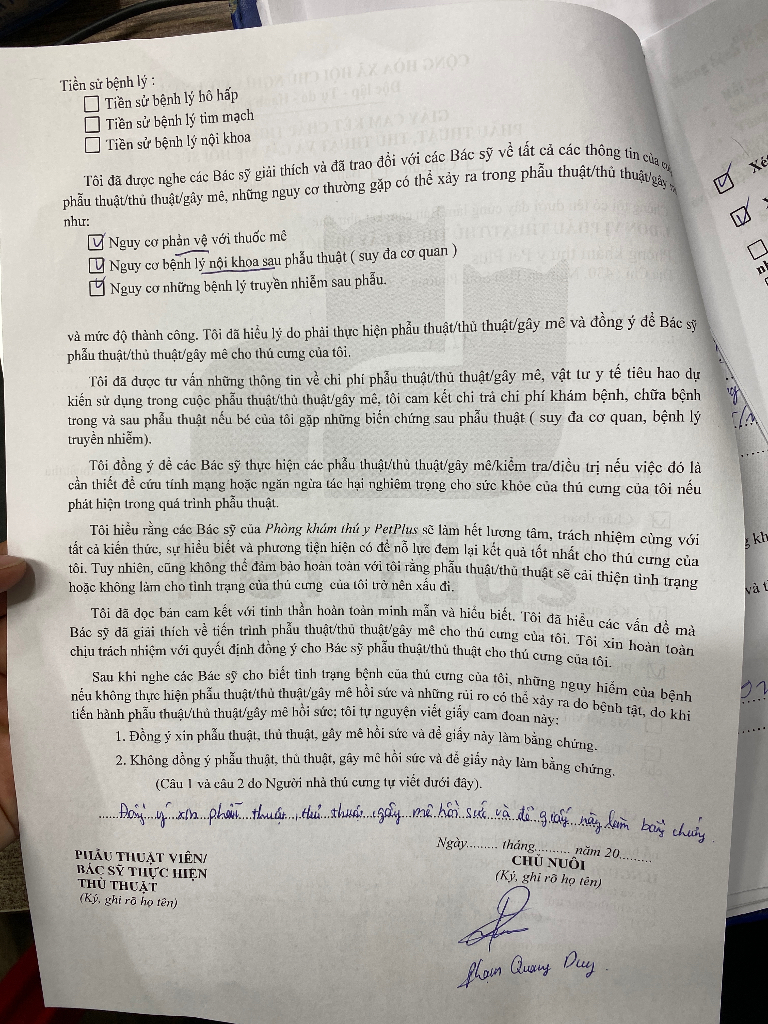 Tiền sử bệnh lý :
Tiền sử bệnh lý hô hấp
Tiền sử bệnh lý tim mạch
Tiền sử bệnh lý nội khoa
Tôi đã được nghe các Bác sỹ giải thích và đã trao đổi với các Bác sỹ về tất cả các thông tin của
phẫu thuật/thủ thuật/gây mê, những nguy cơ thường gặp có thể xảy ra trong phẫu thuật/thủ thuật/gây
như:
Nguy cơ phản vệ với thuốc mê
Nguy cơ bệnh lý nội khoa sau phẫu thuật ( suy đa cơ quan )
Nguy cơ những bệnh lý truyền nhiễm sau phẫu.
và mức độ thành công. Tôi đã hiểu lý do phải thực hiện phẫu thuật/thủ thuật/gây mê và đồng ý để Bác sỹ
phẫu thuật/thủ thuật/gây mê cho thú cưng của tôi.
Tôi đã được tư vấn những thông tin về chi phí phẫu thuật/thủ thuật/gây mê, vật tư y tế tiêu hao dự
kiến sử dụng trong cuộc phẫu thuật/thủ thuật/gây mê, tôi cam kết chi trả chi phí khám bệnh, chữa bệnh
trong và sau phẫu thuật nếu bé của tôi gặp những biến chứng sau phẫu thuật ( suy đa cơ quan, bệnh lý
truyền nhiễm).
Tôi đồng ý để các Bác sỹ thực hiện các phẫu thuật/thủ thuật/gây mê/kiểm tra/điều trị nếu việc đó là
cần thiết để cứu tính mạng hoặc ngăn ngừa tác hại nghiêm trọng cho sức khỏe của thú cưng của tôi nếu
phát hiện trong quá trình phẫu thuật.
Tôi hiểu rằng các Bác sỹ của Phòng khám thú y PetPlus sẽ làm hết lương tâm, trách nhiệm cùng với
tất cả kiến thức, sự hiểu biết và phương tiện hiện có để nỗ lực đem lại kết quả tốt nhất cho thú cưng của
tôi. Tuy nhiên, cũng không thể đảm bảo hoàn toàn với tôi rằng phẫu thuật/thủ thuật sẽ cải thiện tình trạng
hoặc không làm cho tình trạng của thú cưng của tôi trở nên xấu đi.
Tôi đã đọc bản cam kết với tinh thần hoàn toàn minh mẫn và hiểu biết. Tôi đã hiểu các vấn đề mà
Bác sỹ đã giải thích về tiến trình phẫu thuật/thủ thuật/gây mê cho thú cưng của tôi. Tôi xin hoàn toàn
chịu trách nhiệm với quyết định đồng ý cho Bác sỹ phẫu thuật/thủ thuật cho thú cưng của tôi.
Sau khi nghe các Bác sỹ cho biết tình trạng bệnh của thú cưng của tôi, những nguy hiểm của bệnh
nếu không thực hiện phẫu thuật/thủ thuật/gây mê hồi sức và những rủi ro có thể xảy ra do bệnh tật, do khi
tiến hành phẫu thuật/thủ thuật/gây mê hồi sức; tôi tự nguyện viết giấy cam đoan này:
1. Đồng ý xin phẫu thuật, thủ thuật, gây mê hồi sức và để giấy này làm bằng chứng.
2. Không đồng ý phẫu thuật, thủ thuật, gây mê hồi sức và để giấy này làm bằng chứng.
(Câu 1 và câu 2 do Người nhà thú cưng tự viết dưới đây).
Đồng ý xin phẫu thuật, thủ thuật, gây mê hồi sức và để giấy này làm bằng chứng
Ngày......... tháng.......... năm 20.........
PHẪU THUẬT VIÊN/
BÁC SỸ THỰC HIỆN
THỦ THUẬT
(Ký, ghi rõ họ tên)
CHỦ NUÔI
(Ký, ghi rõ họ tên)
Phạm Quang Duy